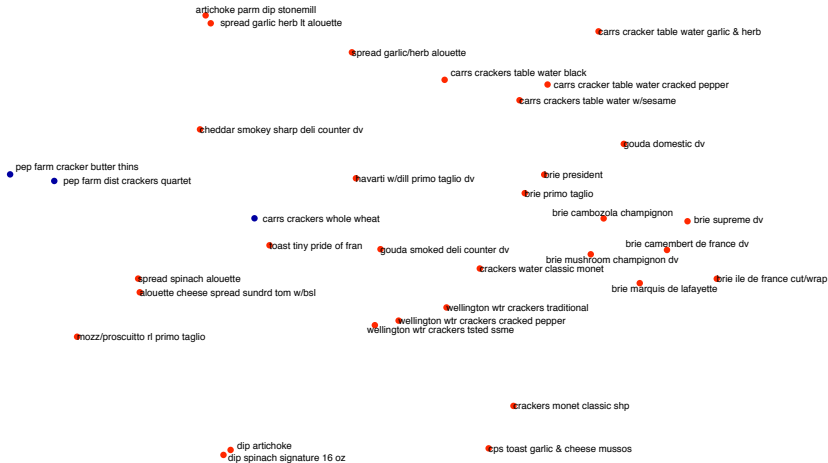 artichoke parm dip stonemill
spread garlic herb lt alouette
carrs cracker table water garlic & herb
spread garlic/herb alouette
carrs crackers table water black
carrs cracker table water cracked pepper
carrs crackers table water w/sesame
cheddar smokey sharp deli counter dv
gouda domestic dv
pep farm cracker butter thins
pep farm dist crackers quartet
havarti w/dill primo taglio dv
brie president
brie primo taglio
brie cambozola champignon
carrs crackers whole wheat
brie supreme dv
toast tiny pride of fran
gouda smoked deli counter dv
brie camembert de france dv
brie mushroom champignon dv
crackers water classic monet
spread spinach alouette
brie ile de france cut/wrap
brie marquis de lafayette
alouette cheese spread sundrd tom w/bsl
wellington wtr crackers traditional
wellington wtr crackers cracked pepper
wellington wtr crackers tsted ssme
mozz/proscuitto rl primo taglio
crackers monet classic shp
dip artichoke
cps toast garlic & cheese mussos
dip spinach signature 16 oz